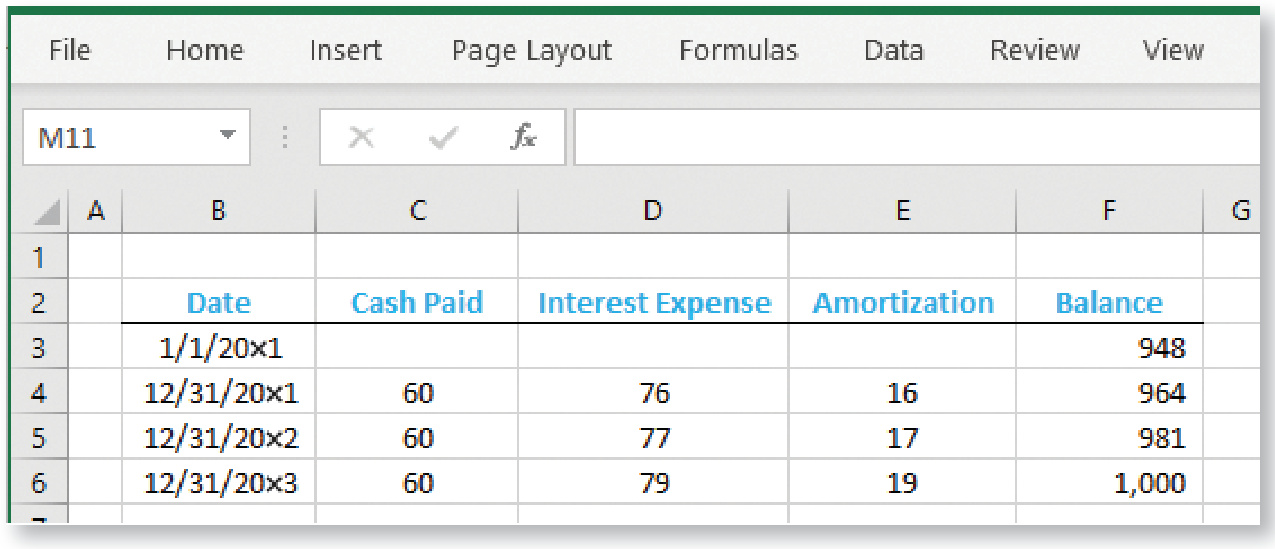 File Home Insert Page Layout Formulas Data Review View
M11 fx
A B C D E F G
1
2 Date Cash Paid Interest Expense Amortization Balance
3 1/1/20×1 948
4 12/31/20×1 60 76 16 964
5 12/31/20×2 60 77 17 981
6 12/31/20×3 60 79 19 1,000